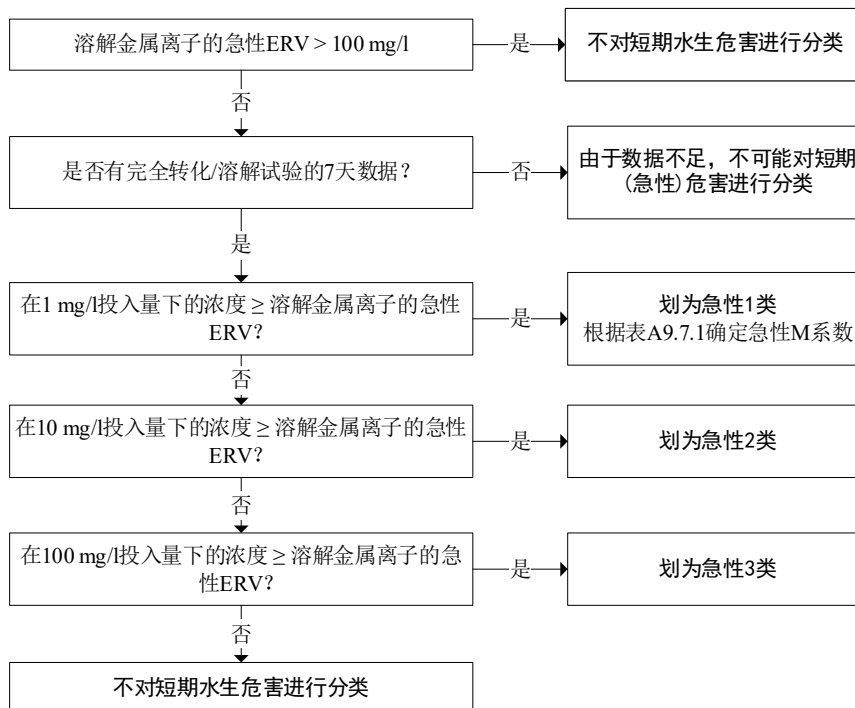 溶解金属离子的急性ERV > 100 mg/l
是
不对短期水生危害进行分类
否
是否有完全转化/溶解试验的7天数据？
否
由于数据不足，不可能对短期
(急性)危害进行分类
是
在1 mg/l投入量下的浓度 ≥ 溶解金属离子的急性
ERV？
是
划为急性1类
根据表A9.7.1确定急性M系数
否
在10 mg/l投入量下的浓度 ≥ 溶解金属离子的急性
ERV？
是
划为急性2类
否
在100 mg/l投入量下的浓度 ≥ 溶解金属离子的急
性ERV？
是
划为急性3类
否
不对短期水生危害进行分类